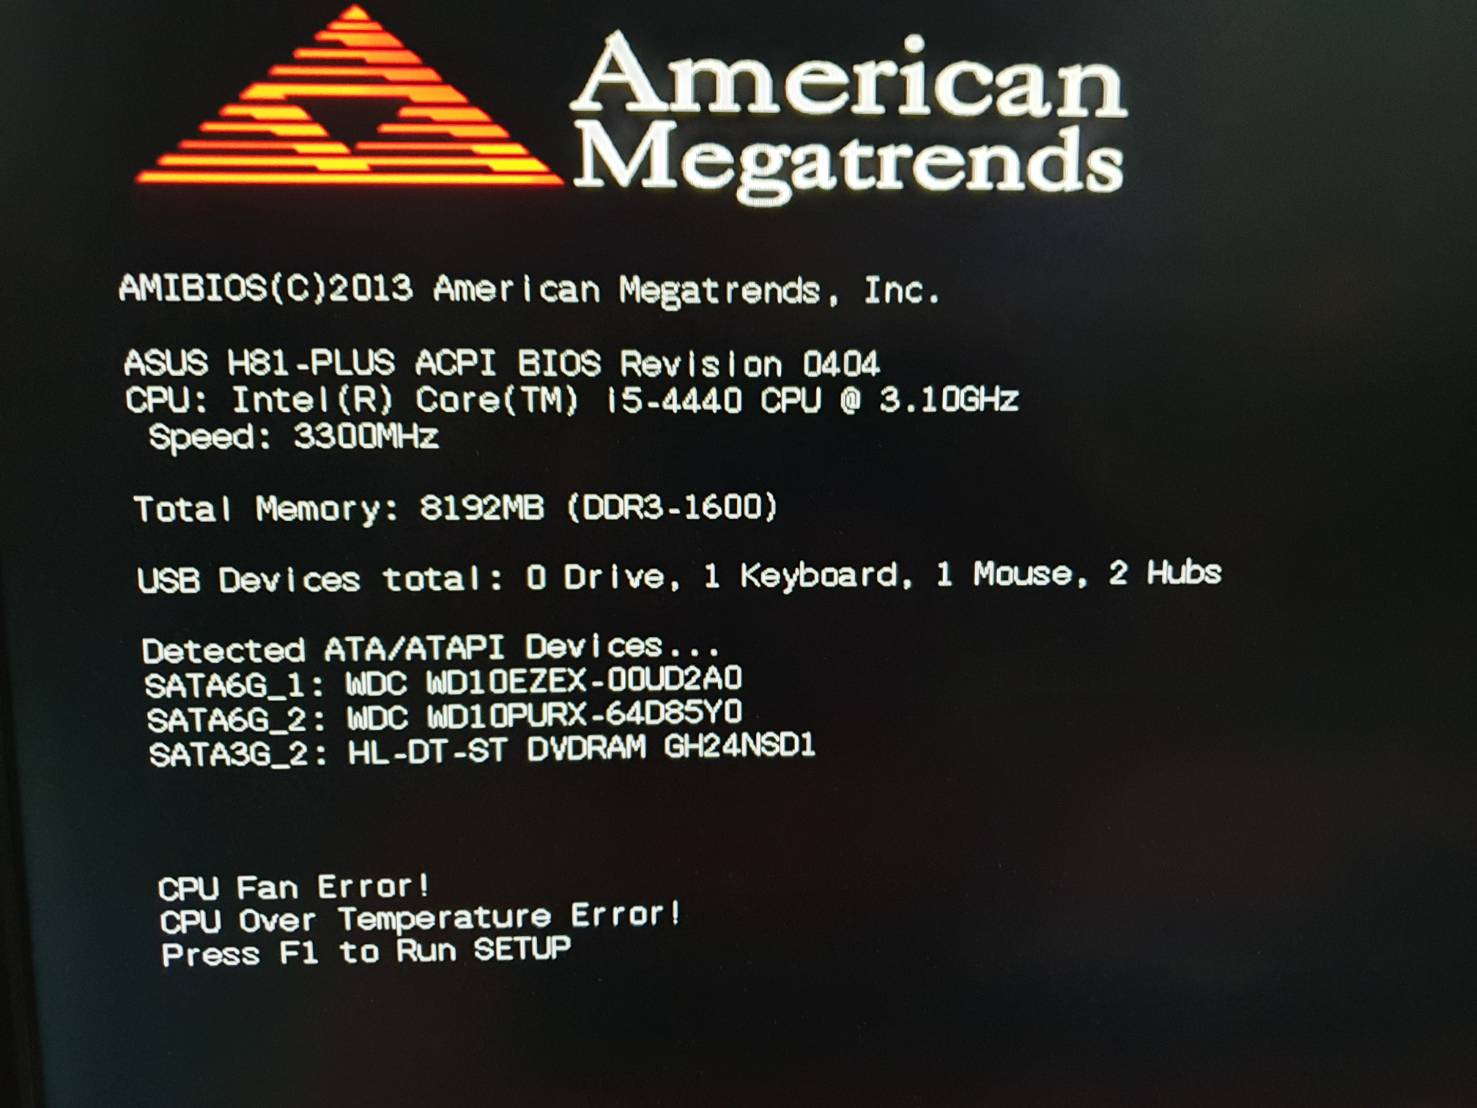 American
Megatrends
AMIBIOS(C)2013 American Megatrends, Inc.
ASUS H81-PLUS ACPI BIOS Revision 0404
CPU: Intel(R) Core(TM) i5-4440 CPU @ 3.10GHz
Speed: 3300MHz
Total Memory: 8192MB (DDR3-1600)
USB Devices total: 0 Drive, 1 Keyboard, 1 Mouse, 2 Hubs
Detected ATA/ATAPI Devices...
SATA6G_1: WDC WD10EZEX-00UD2A0
SATA6G_2: WDC WD10PURX-64D85Y0
SATA3G_2: HL-DT-ST DVDRAM GH24NSD1
CPU Fan Error!
CPU Over Temperature Error!
Press F1 to Run SETUP